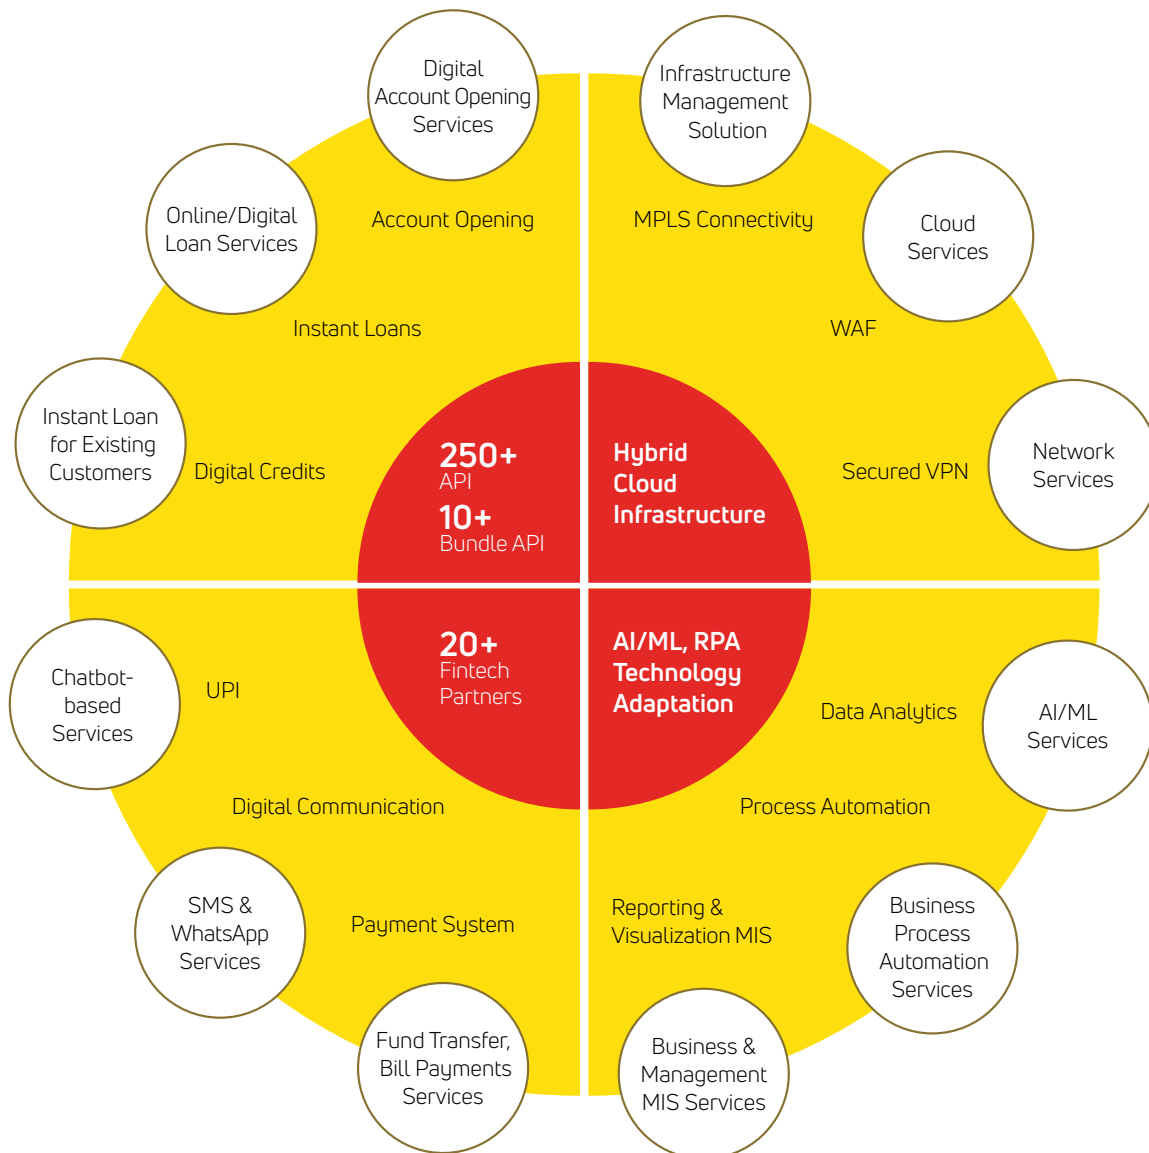 Digital
Account Opening
Services
Infrastructure
Management
Solution
Online/Digital
Loan Services
Account Opening
MPLS Connectivity
Cloud
Services
Instant Loans
WAF
Instant Loan
for Existing
Customers
Digital Credits
250+
API
10+
Bundle API
Hybrid
Cloud
Infrastructure
Secured VPN
Network
Services
Chatbot-
based
Services
UPI
20+
Fintech
Partners
AI/ML, RPA
Technology
Adaptation
Data Analytics
AI/ML
Services
Digital Communication
Process Automation
SMS &
WhatsApp
Services
Payment System
Reporting &
Visualization MIS
Business
Process
Automation
Services
Fund Transfer,
Bill Payments
Services
Business &
Management
MIS Services